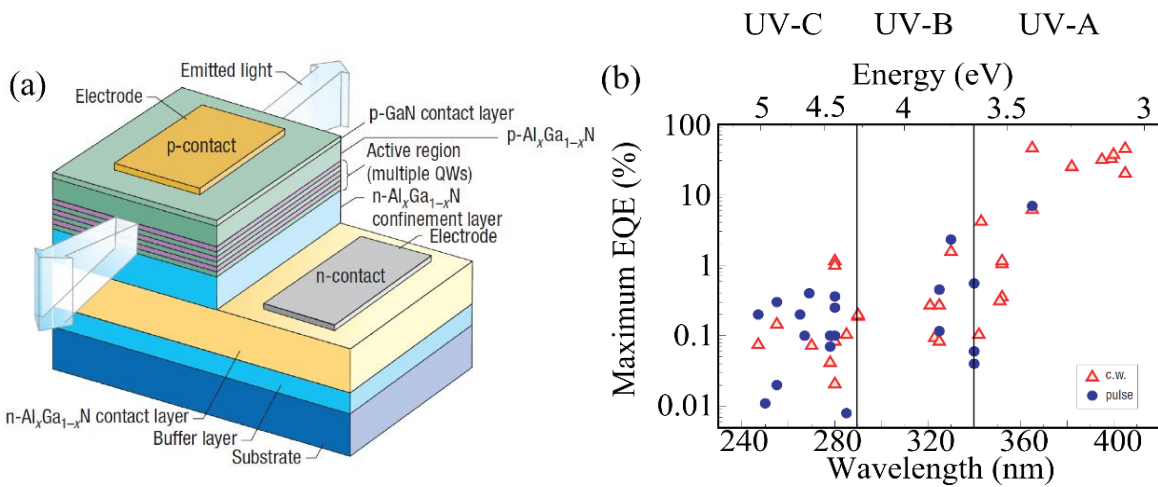 (a)
Emitted light
Electrode
p-contact
p-GaN contact layer
p-AlₓGa₁₋ₓN
Active region
(multiple QWs)
n-AlₓGa₁₋ₓN
confinement layer
Electrode
n-contact
n-AlₓGa₁₋ₓN contact layer
Buffer layer
Substrate
(b)
UV-C UV-B UV-A
Energy (eV)
5 4.5 4 3.5 3
Maximum EQE (%)
100
10
1
0.1
0.01
c.w.
pulse
240 280 320 360 400
Wavelength (nm)